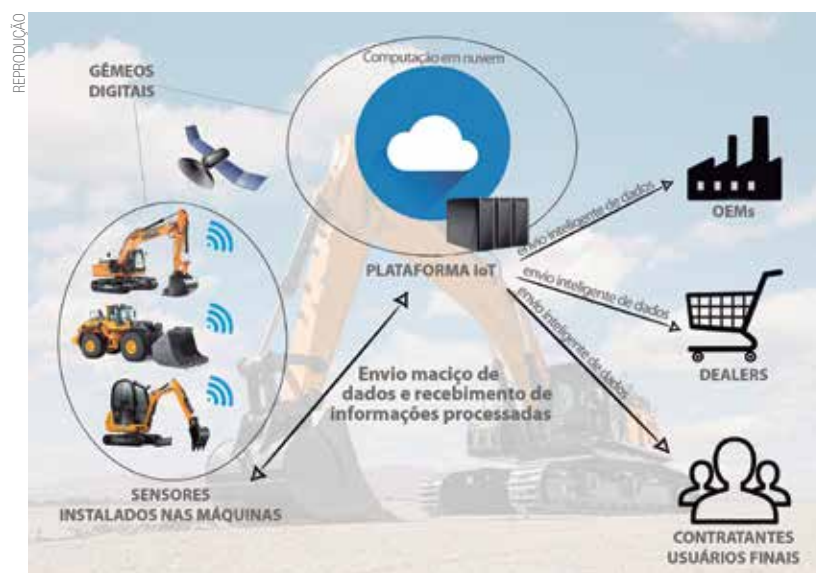 REPRODUÇÃO
GÊMEOS
DIGITAIS
Computação em nuvem
PLATAFORMA IoT
envio inteligente de dados
OEMs
envio inteligente de dados
DEALERS
envio inteligente de dados
CONTRATANTES
USUÁRIOS FINAIS
Envio maciço de
dados e recebimento de
informações processadas
SENSORES
INSTALADOS NAS MÁQUINAS